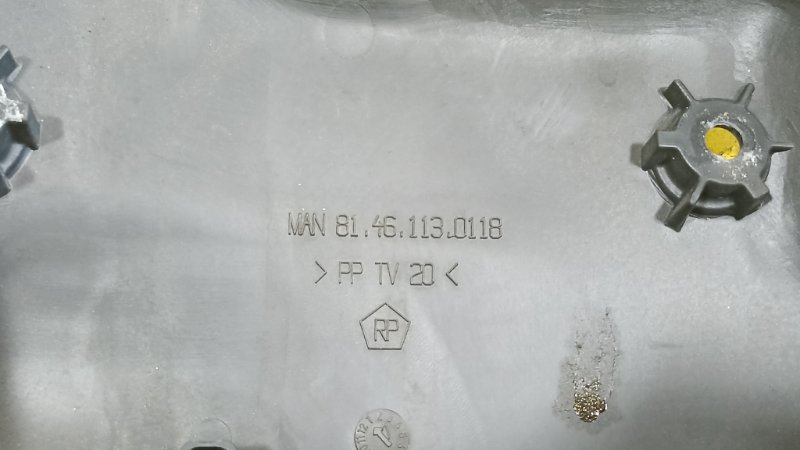 MAN 81.46.113.0118
> PP TV 20 <
RP